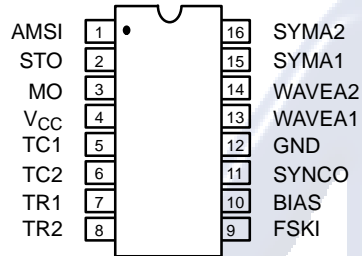 AMSI 1 16 SYMA2
STO 2 15 SYMA1
MO 3 14 WAVEA2
VCC 4 13 WAVEA1
TC1 5 12 GND
TC2 6 11 SYNCO
TR1 7 10 BIAS
TR2 8 9 FSKI